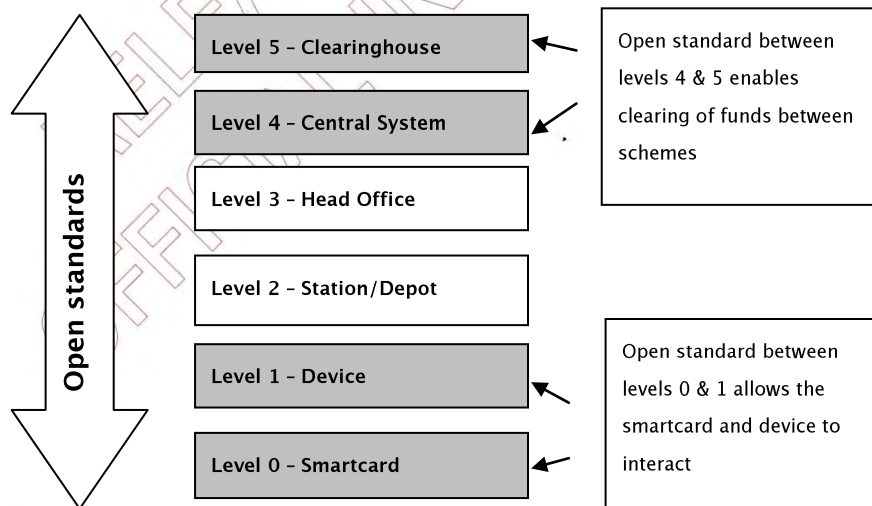 Open standards
Level 5 – Clearinghouse
Level 4 – Central System
Level 3 – Head Office
Level 2 – Station/Depot
Level 1 – Device
Level 0 – Smartcard
Open standard between
levels 4 & 5 enables
clearing of funds between
schemes
Open standard between
levels 0 & 1 allows the
smartcard and device to
interact